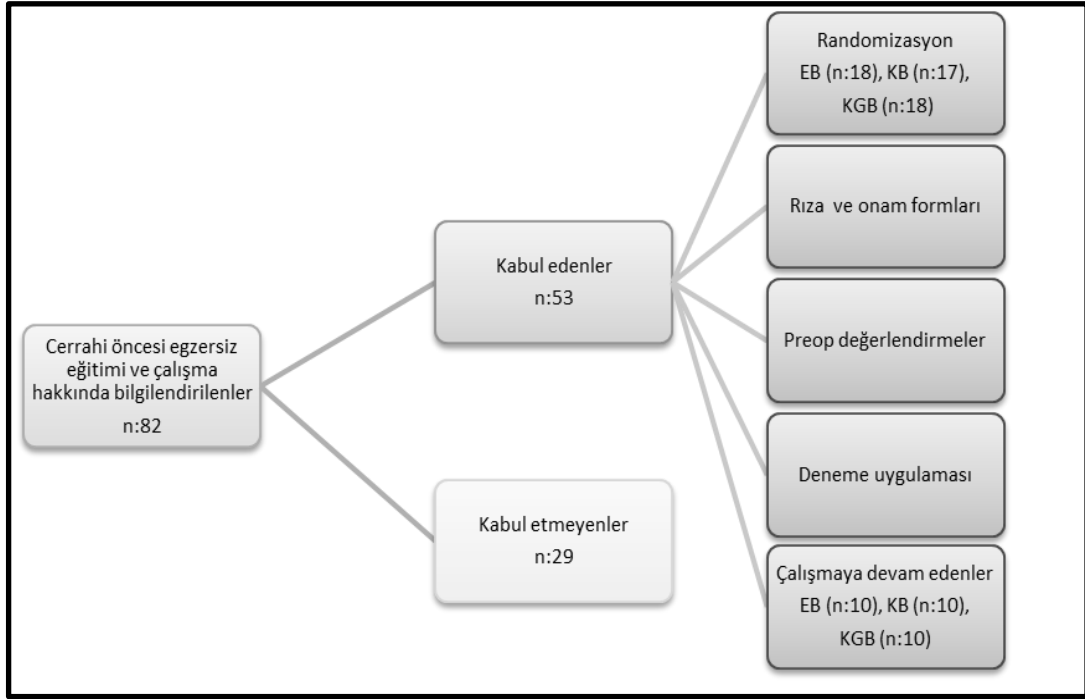 Cerrahi öncesi egzersiz
eğitimi ve çalışma
hakkında bilgilendirilenler
n:82
Kabul edenler
n:53
Kabul etmeyenler
n:29
Randomizasyon
EB (n:18), KB (n:17),
KGB (n:18)
Rıza ve onam formları
Preop değerlendirmeler
Deneme uygulaması
Çalışmaya devam edenler
EB (n:10), KB (n:10),
KGB (n:10)